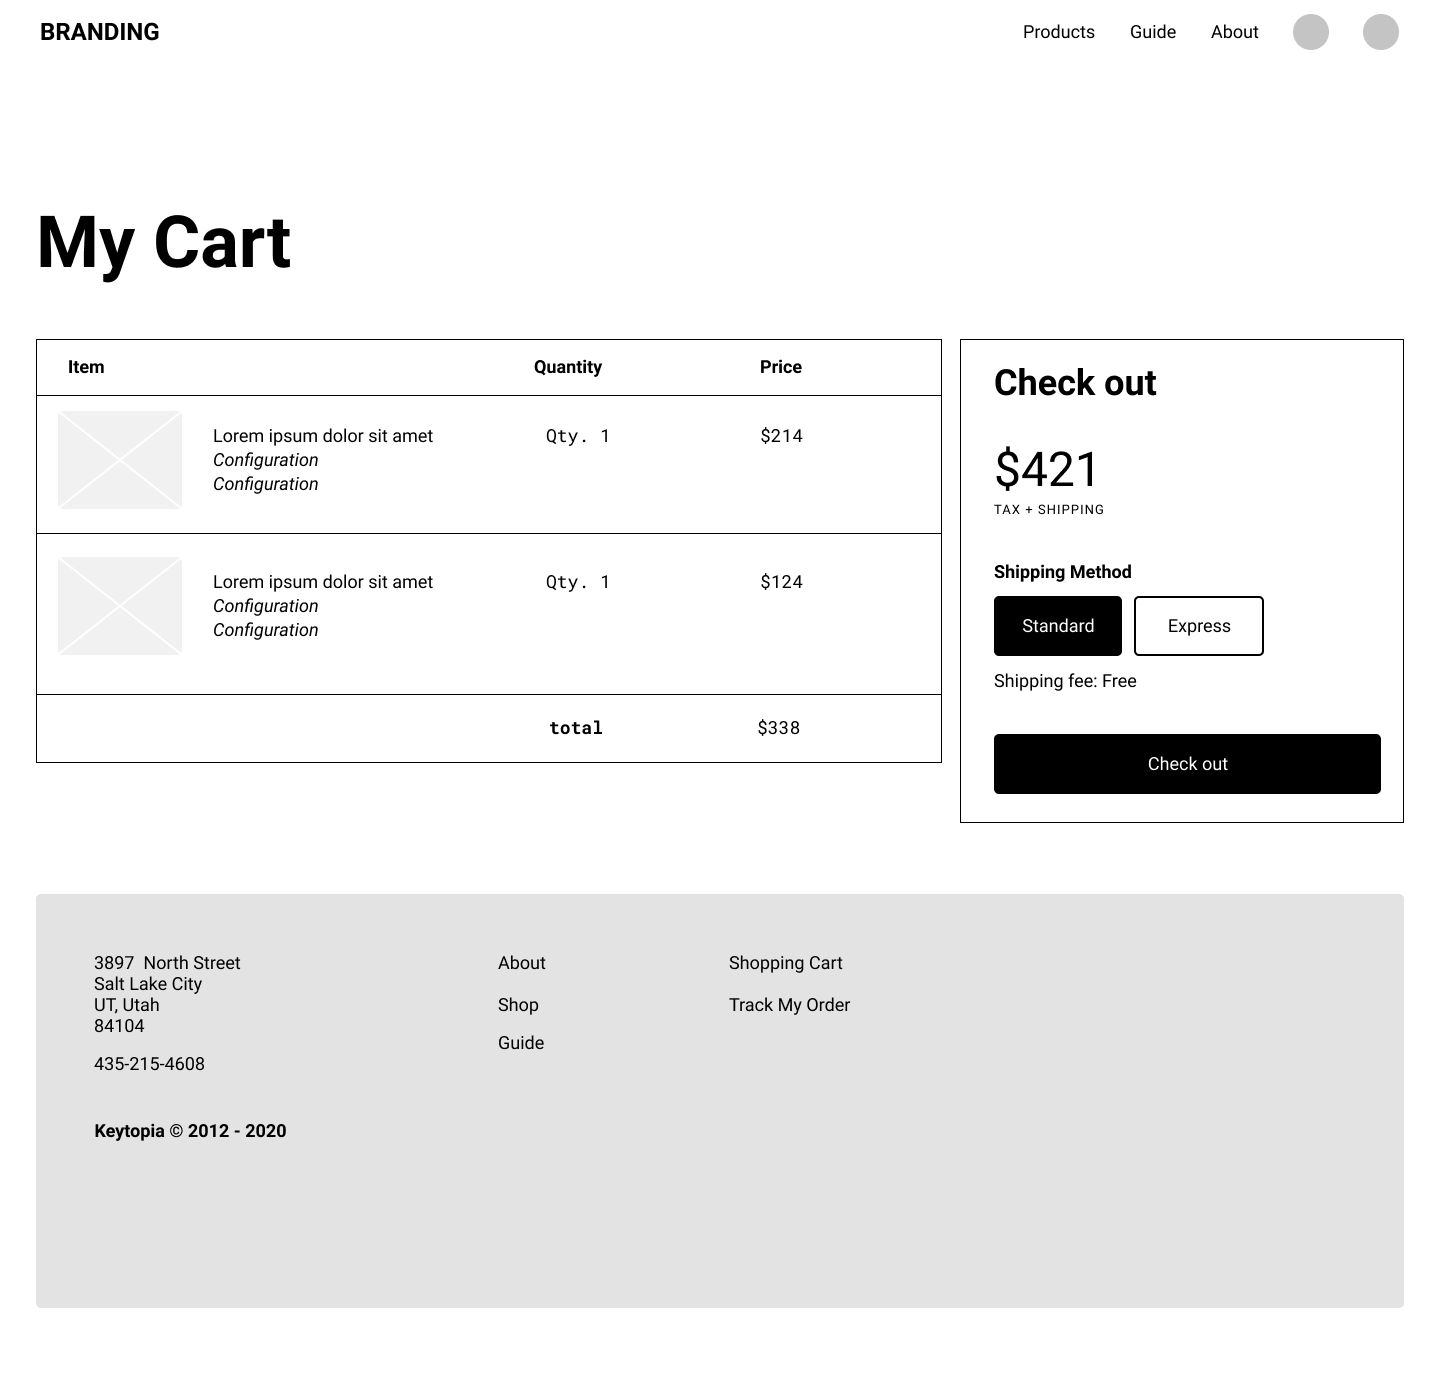 BRANDING
Products Guide About
My Cart
Item Quantity Price
Lorem ipsum dolor sit amet Qty. 1 $214
Configuration
Configuration
Lorem ipsum dolor sit amet Qty. 1 $124
Configuration
Configuration
total $338
Check out
$421
TAX + SHIPPING
Shipping Method
Standard Express
Shipping fee: Free
Check out
3897  North Street
Salt Lake City
UT, Utah
84104
435-215-4608
Keytopia © 2012 - 2020
About
Shop
Guide
Shopping Cart
Track My Order